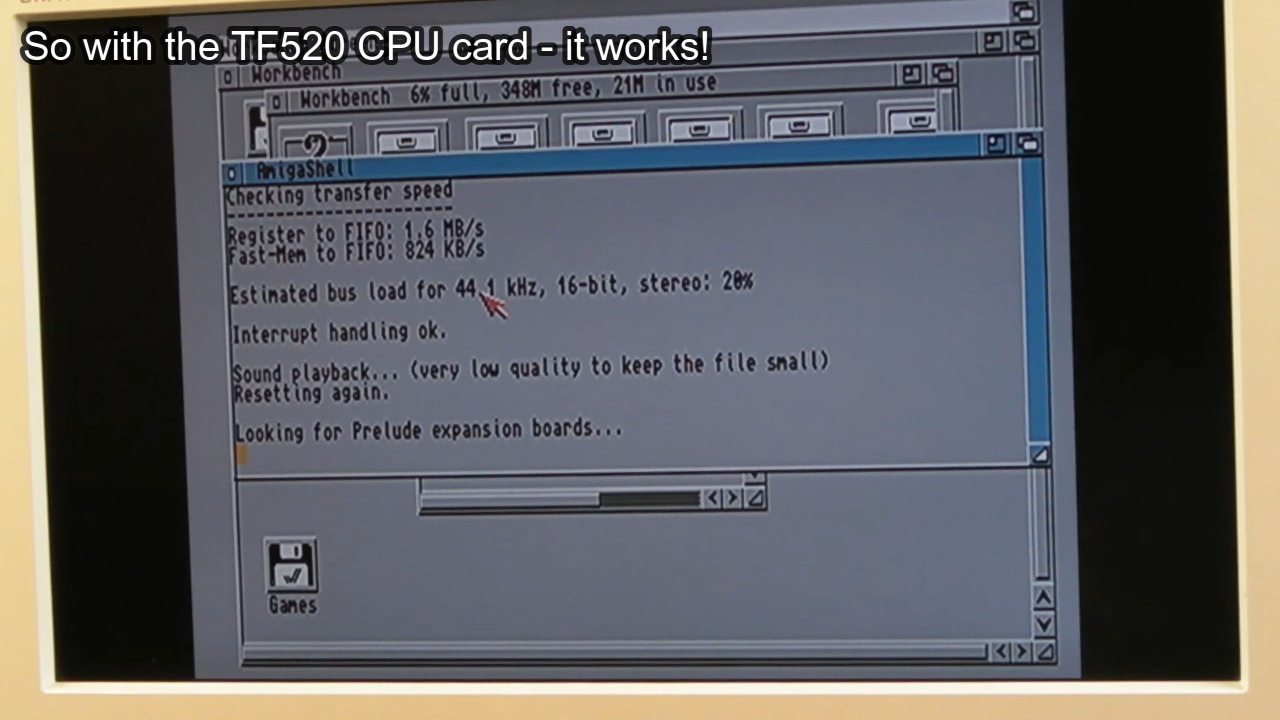 So with the TF520 CPU card - it works!
Workbench
Workbench 6% full, 348M free, 21M in use
AmigaShell
Checking transfer speed
-----------------------
Register to FIFO: 1.6 MB/s
Fast-Mem to FIFO: 824 KB/s
Estimated bus load for 44.1 kHz, 16-bit, stereo: 20%
Interrupt handling ok.
Sound playback... (very low quality to keep the file small)
Resetting again.
Looking for Prelude expansion boards...
Games